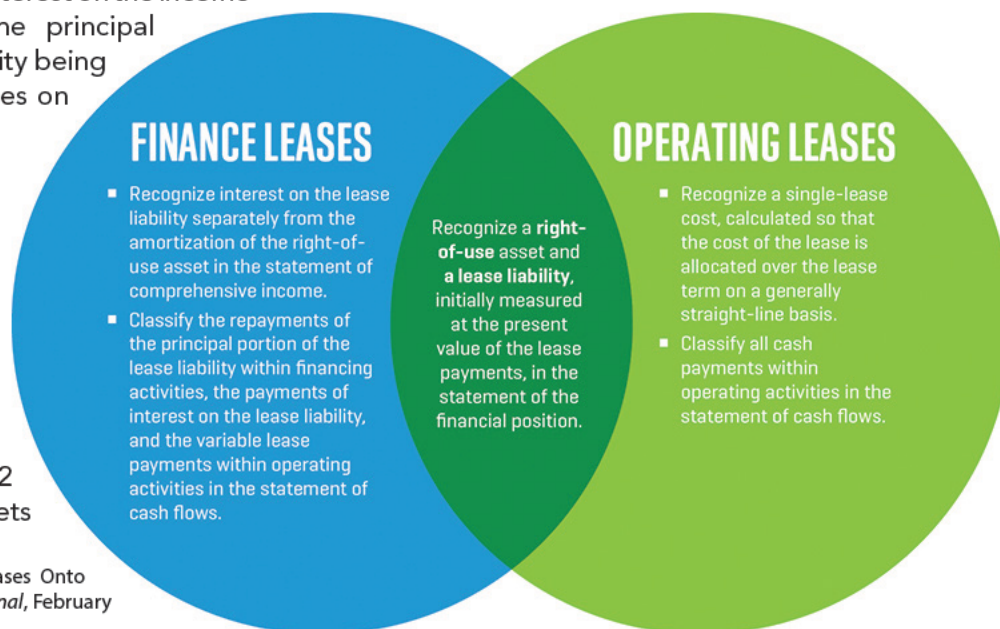 ne principal
ity being
es on
2
ets
ases Onto
nal, February
FINANCE LEASES
▪ Recognize interest on the lease
liability separately from the
amortization of the right-of-
use asset in the statement of
comprehensive income.
▪ Classify the repayments of
the principal portion of the
lease liability within financing
activities, the payments of
interest on the lease liability,
and the variable lease
payments within operating
activities in the statement of
cash flows.
Recognize a right-
of-use asset and
a lease liability,
initially measured
at the present
value of the lease
payments, in the
statement of the
financial position.
OPERATING LEASES
▪ Recognize a single-lease
cost, calculated so that
the cost of the lease is
allocated over the lease
term on a generally
straight-line basis.
▪ Classify all cash
payments within
operating activities in the
statement of cash flows.